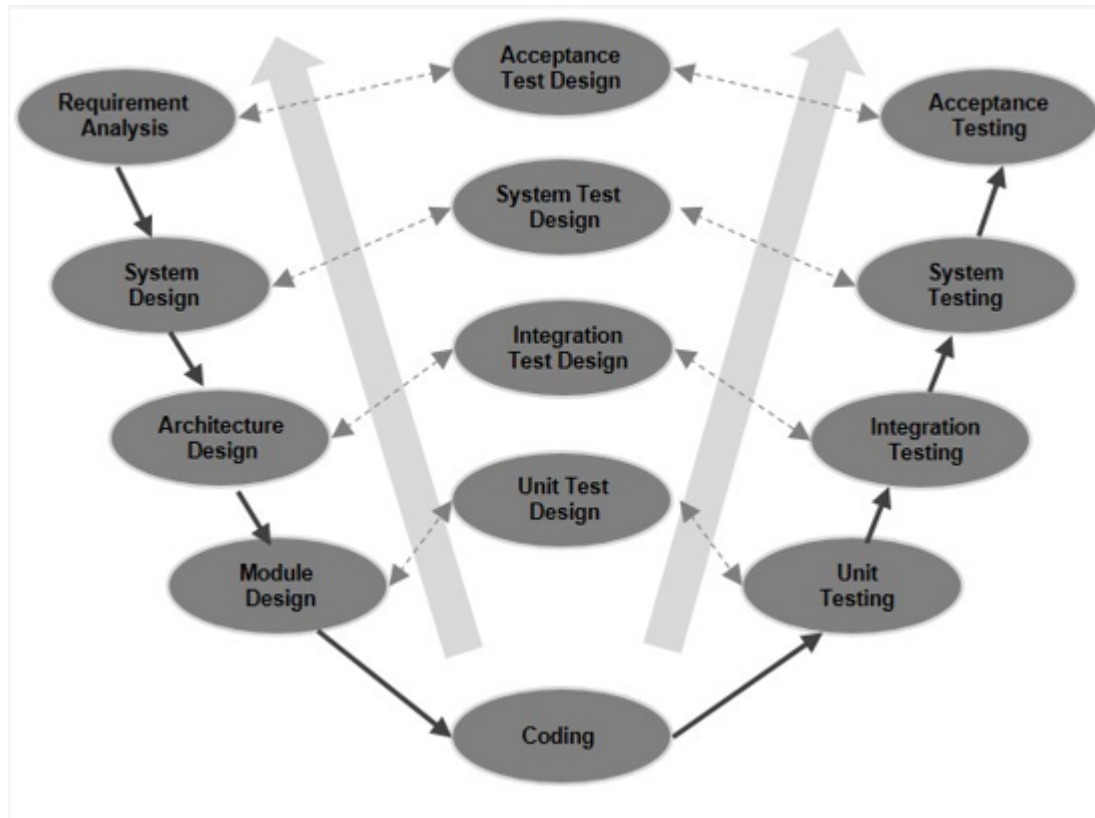 Acceptance
Test Design
Requirement
Analysis
Acceptance
Testing
System Test
Design
System
Design
System
Testing
Integration
Test Design
Architecture
Design
Integration
Testing
Unit Test
Design
Module
Design
Unit
Testing
Coding